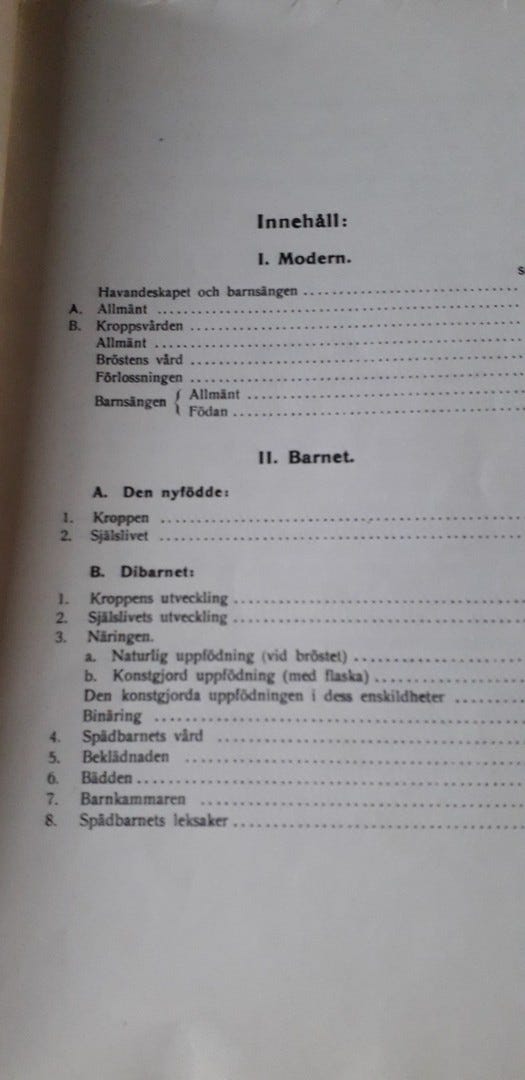 Innehåll:
I. Modern.
S
Havandeskapet och barnsängen
A. Allmänt
B. Kroppsvården
Allmänt
Bröstens vård
Förlossningen
Barnsängen { Allmänt
Födan
II. Barnet.
A. Den nyfödde:
1. Kroppen
2. Själslivet
B. Dibarnet:
1. Kroppens utveckling
2. Själslivets utveckling
3. Näringen.
a. Naturlig uppfödning (vid bröstet)
b. Konstgjord uppfödning (med flaska)
Den konstgjorda uppfödningen i dess enskildheter
Binäring
4. Spädbarnets vård
5. Beklädnaden
6. Bädden
7. Barnkammaren
8. Spädbarnets leksaker